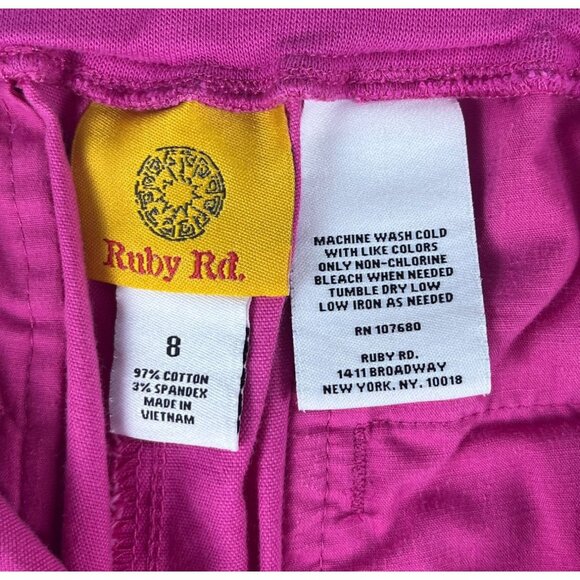 Ruby Rd.
8
97% COTTON
3% SPANDEX
MADE IN
VIETNAM
MACHINE WASH COLD
WITH LIKE COLORS
ONLY NON-CHLORINE
BLEACH WHEN NEEDED
TUMBLE DRY LOW
LOW IRON AS NEEDED
RN 107680
RUBY RD.
1411 BROADWAY
NEW YORK. NY. 10018